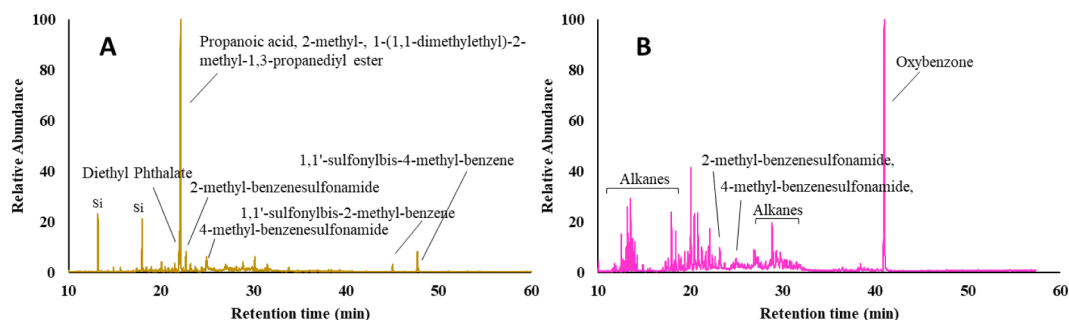 A
Relative Abundance
100
80
60
40
20
0
Propanoic acid, 2-methyl-, 1-(1,1-dimethylethyl)-2-
methyl-1,3-propanediyl ester
1,1'-sulfonylbis-4-methyl-benzene
Diethyl Phthalate
2-methyl-benzenesulfonamide
Si
Si
1,1'-sulfonylbis-2-methyl-benzene
4-methyl-benzenesulfonamide
10 20 30 40 50 60
Retention time (min)
B
Relative Abundance
100
80
60
40
20
0
Oxybenzone
2-methyl-benzenesulfonamide,
Alkanes
4-methyl-benzenesulfonamide,
Alkanes
10 20 30 40 50 60
Retention time (min)